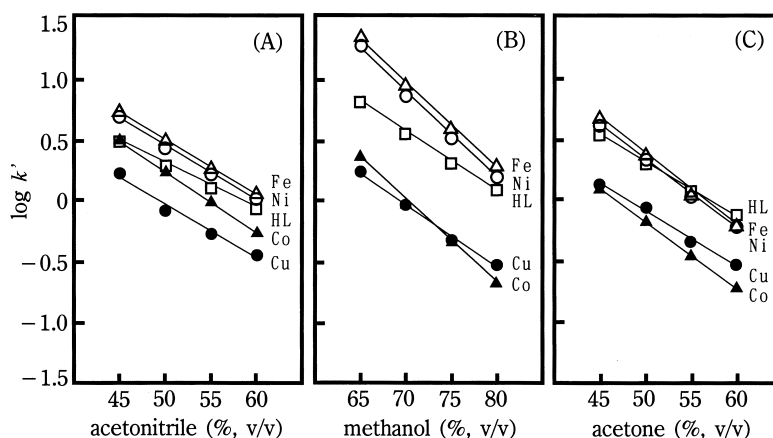 log k'
1.5
1.0
0.5
0
−0.5
−1.0
−1.5
(A)
Fe
Ni
HL
Co
Cu
45 50 55 60
acetonitrile (%, v/v)
(B)
Fe
Ni
HL
Cu
Co
65 70 75 80
methanol (%, v/v)
(C)
HL
Fe
Ni
Cu
Co
45 50 55 60
acetone (%, v/v)